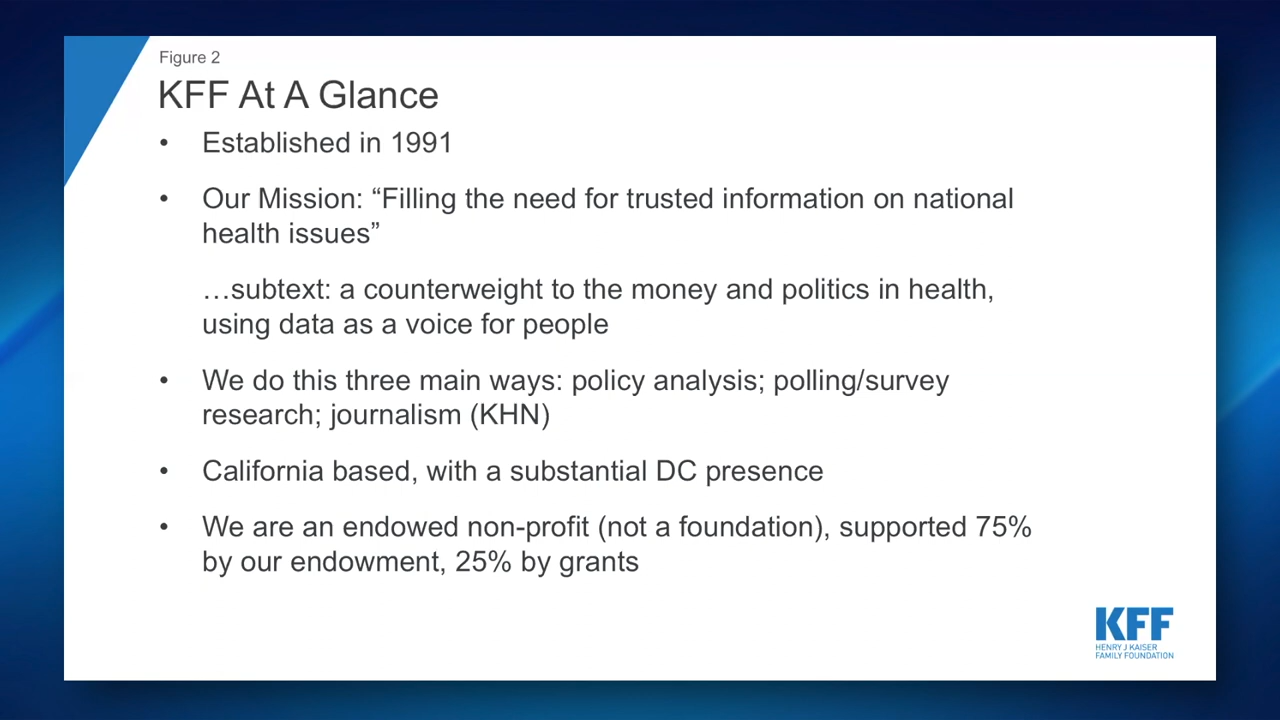 Figure 2
KFF At A Glance
• Established in 1991
• Our Mission: “Filling the need for trusted information on national
health issues”
…subtext: a counterweight to the money and politics in health,
using data as a voice for people
• We do this three main ways: policy analysis; polling/survey
research; journalism (KHN)
• California based, with a substantial DC presence
• We are an endowed non-profit (not a foundation), supported 75%
by our endowment, 25% by grants
KFF
HENRY J KAISER
FAMILY FOUNDATION